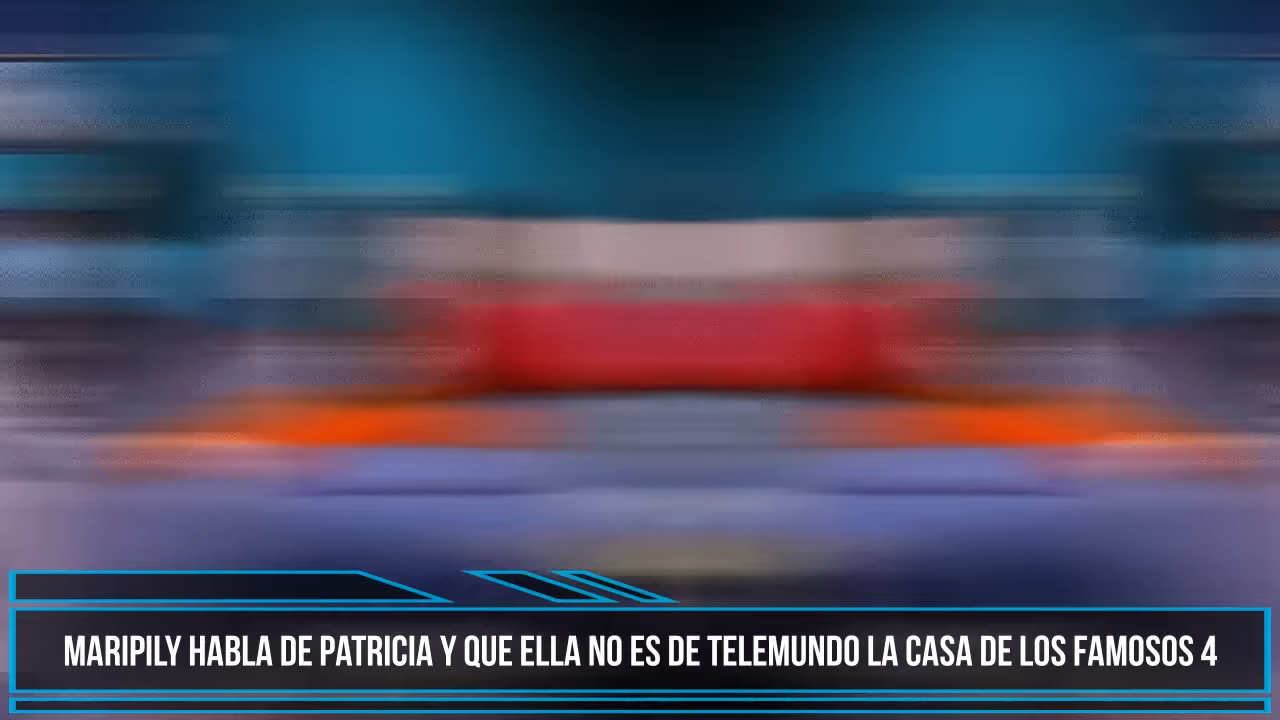 MARIPILY HABLA DE PATRICIA Y QUE ELLA NO ES DE TELEMUNDO LA CASA DE LOS FAMOSOS 4